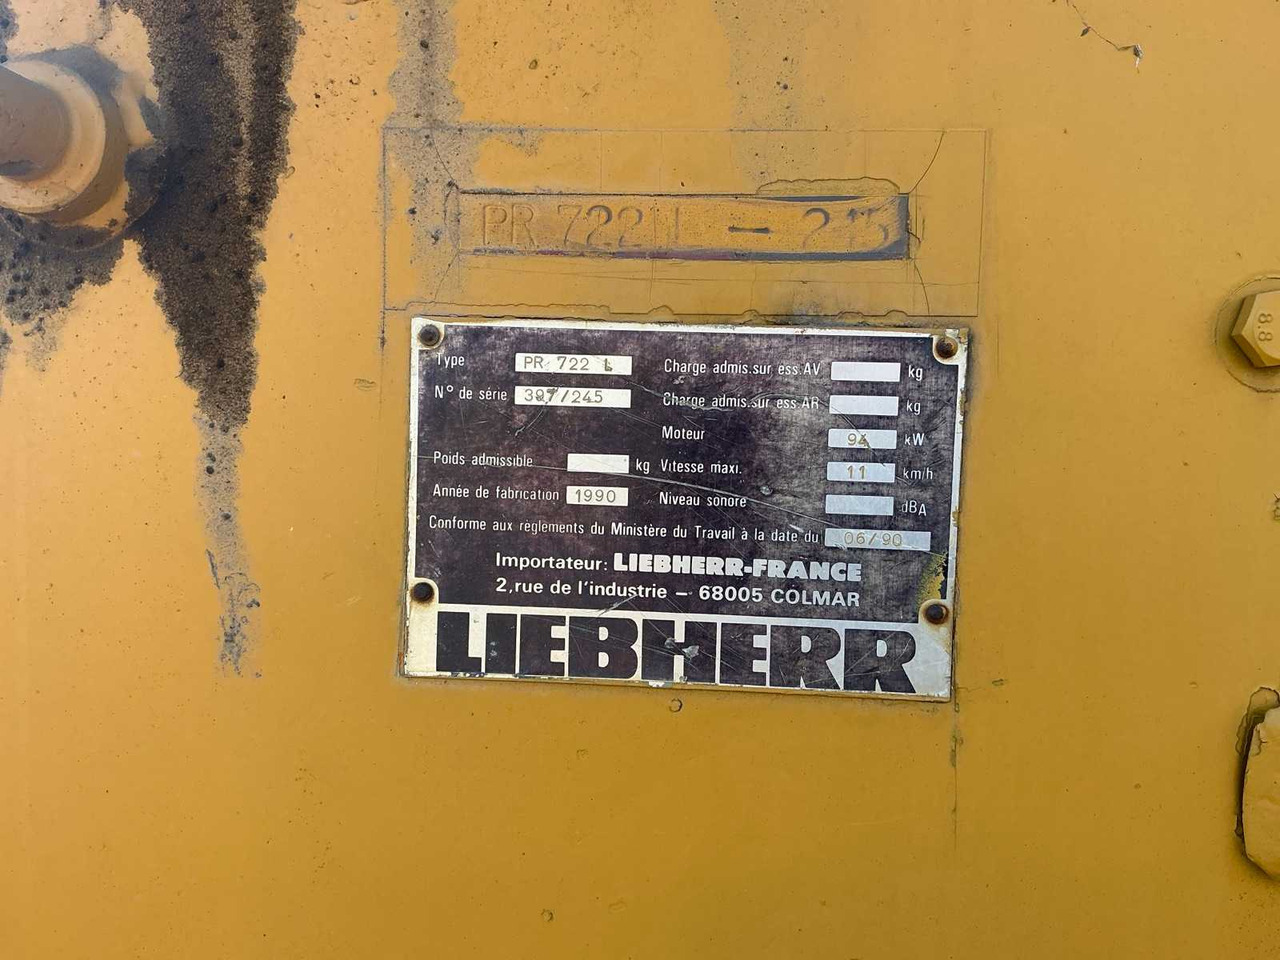 PR 722
Type PR 722 L
N° de série 397/245
Poids admissible kg
Année de fabrication 1990
Charge admis.sur ess.AV kg
Charge admis.sur ess.AR kg
Moteur 94 kW
Vitesse maxi. 11 km/h
Niveau sonore dBA
Conforme aux réglements du Ministère du Travail à la date du 06/90
Importateur: LIEBHERR-FRANCE
2,rue de l'industrie – 68005 COLMAR
LIEBHERR
8.8